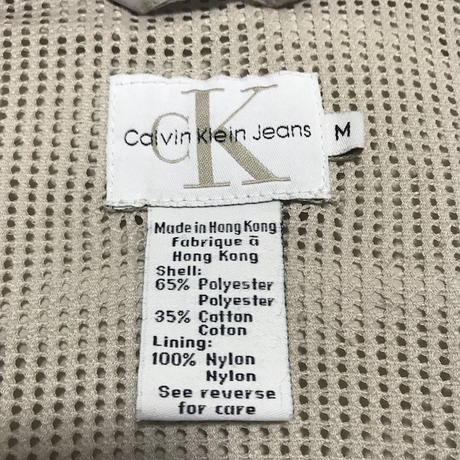 CK
Calvin Klein Jeans
M
Made in Hong Kong
Fabrique à
Hong Kong
Shell:
65% Polyester
Polyester
35% Cotton
Coton
Lining:
100% Nylon
Nylon
See reverse
for care